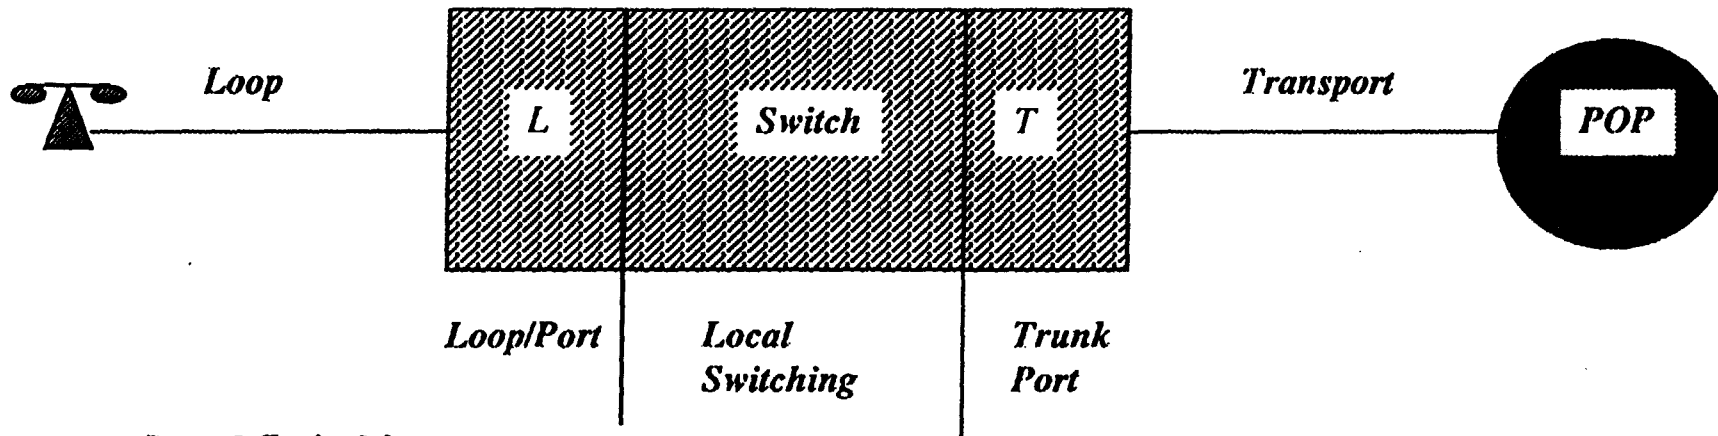 Loop
L
Switch
T
Transport
POP
Loop/Port
Local
Switching
Trunk
Port